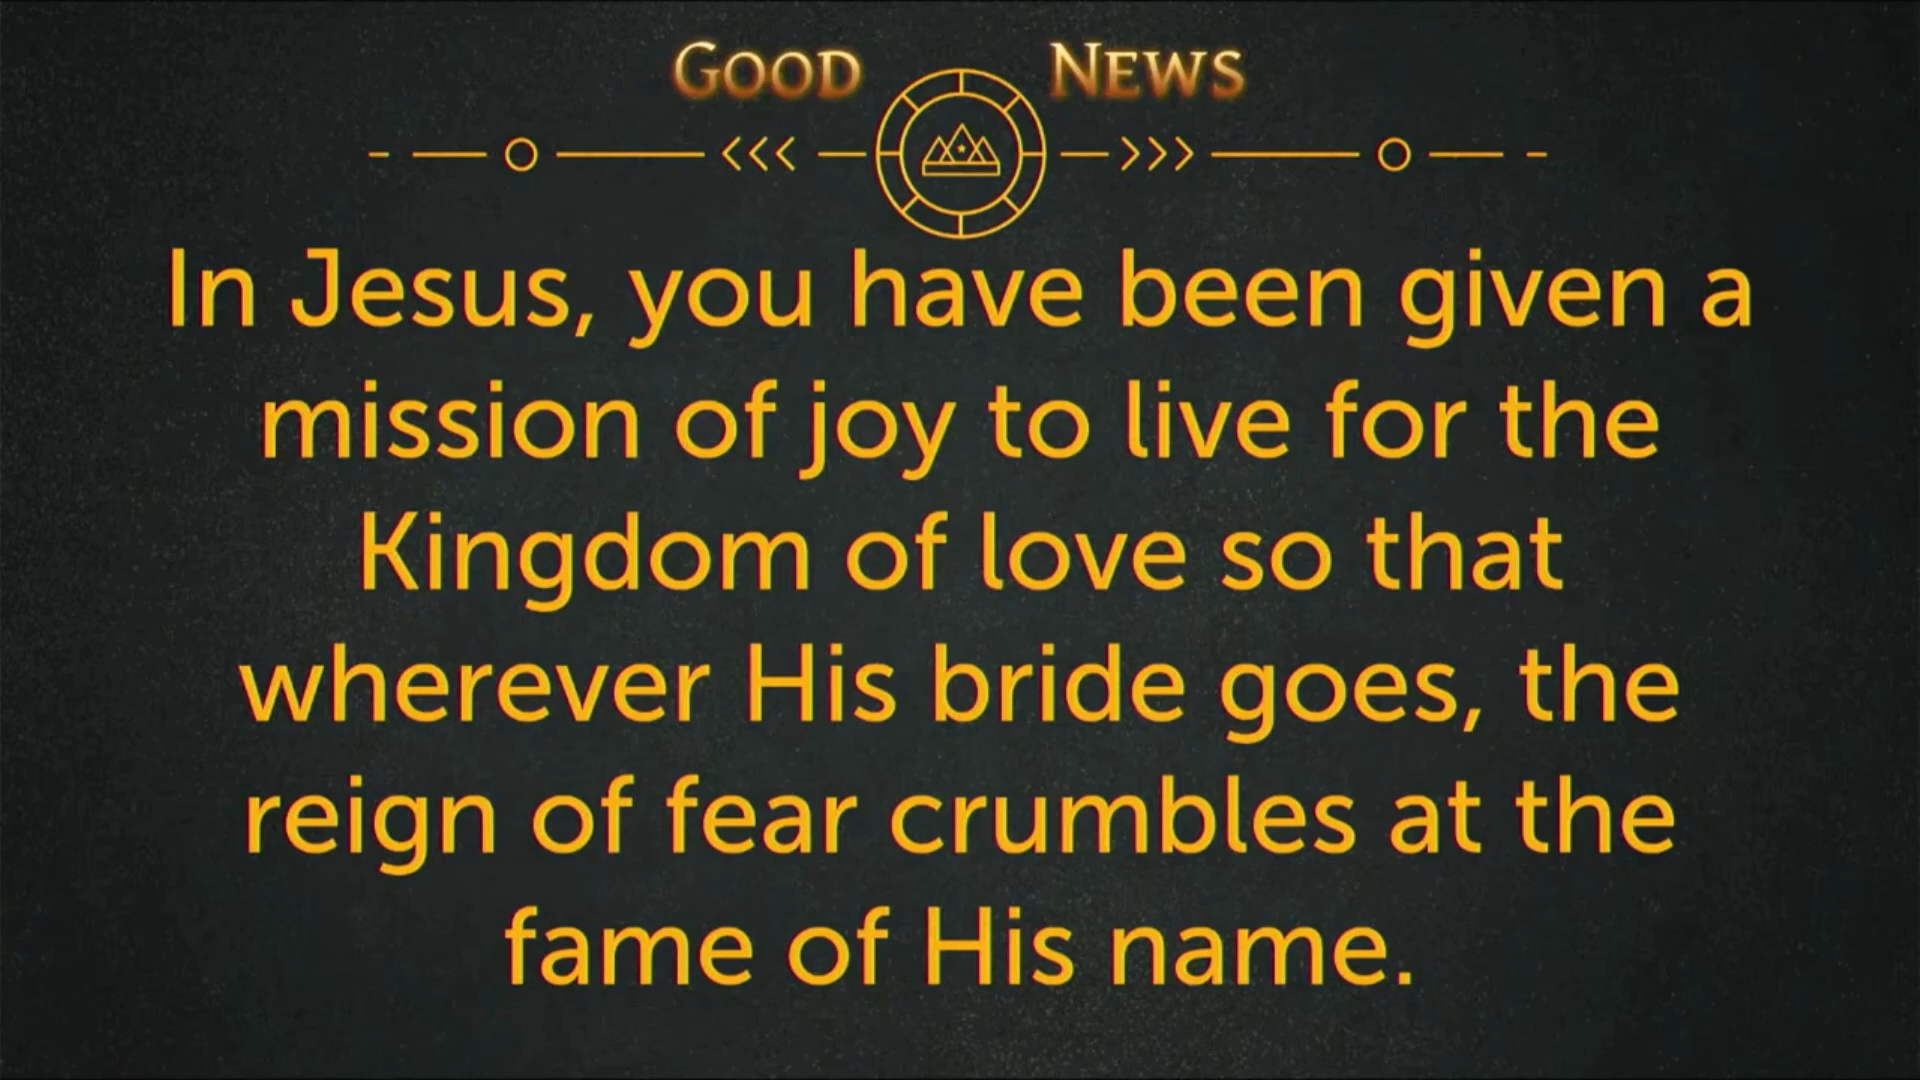 GOOD NEWS
In Jesus, you have been given a
mission of joy to live for the
Kingdom of love so that
wherever His bride goes, the
reign of fear crumbles at the
fame of His name.